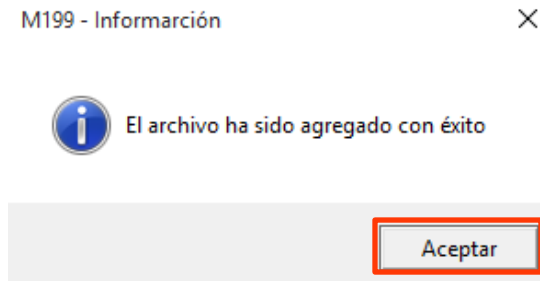 M199 - Informarción
El archivo ha sido agregado con éxito
Aceptar